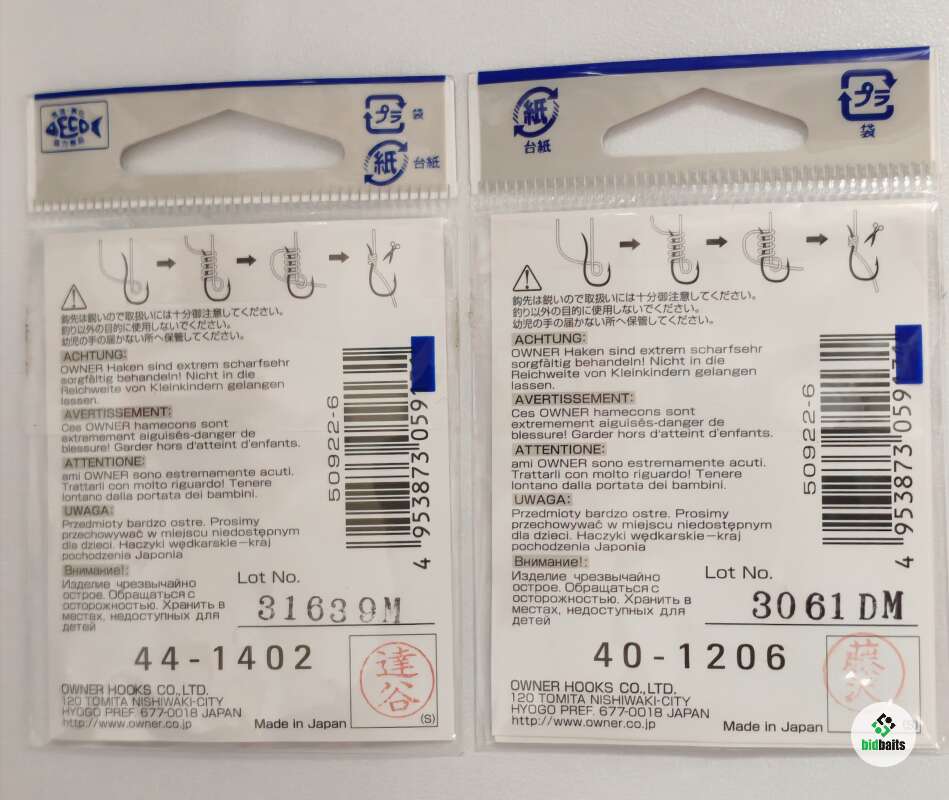 ECO
プラ
袋
紙
台紙
鈎先は鋭いので取扱いには十分御注意してください。
釣り以外の目的に使用しないでください。
幼児の手の届かない所へ保管してください。
ACHTUNG:
OWNER Haken sind extrem scharfsehr
sorgfältig behandeln! Nicht in die
Reichweite von Kleinkindern gelangen
lassen.
AVERTISSEMENT:
Ces OWNER hamecons sont
extremement aiguisés-danger de
blessure! Garder hors d'atteint d'enfants.
ATTENTIONE:
ami OWNER sono estremamente acuti.
Trattarli con molto riguardo! Tenere
lontano dalla portata dei bambini.
UWAGA:
Przedmioty bardzo ostre. Prosimy
przechowywać w miejscu niedostępnym
dla dzieci. Haczyki wędkarskie–kraj
pochodzenia Japonia
Внимание!:
Изделие чрезвычайно
острое. Обращаться с
осторожностью. Хранить в
местах, недоступных для
детей
50922-6
4 953873 059
Lot No.
31639M
44-1402
達谷
(S)
OWNER HOOKS CO.,LTD.
120 TOMITA NISHIWAKI-CITY
HYOGO PREF. 677-0018 JAPAN
http://www.owner.co.jp
Made in Japan
紙
台紙
プラ
袋
鈎先は鋭いので取扱いには十分御注意してください。
釣り以外の目的に使用しないでください。
幼児の手の届かない所へ保管してください。
ACHTUNG:
OWNER Haken sind extrem scharfsehr
sorgfältig behandeln! Nicht in die
Reichweite von Kleinkindern gelangen
lassen.
AVERTISSEMENT:
Ces OWNER hamecons sont
extremement aiguisés-danger de
blessure! Garder hors d'atteint d'enfants.
ATTENTIONE:
ami OWNER sono estremamente acuti.
Trattarli con molto riguardo! Tenere
lontano dalla portata dei bambini.
UWAGA:
Przedmioty bardzo ostre. Prosimy
przechowywać w miejscu niedostępnym
dla dzieci. Haczyki wędkarskie–kraj
pochodzenia Japonia
Внимание!:
Изделие чрезвычайно
острое. Обращаться с
осторожностью. Хранить в
местах, недоступных для
детей
50922-6
4 953873 059
Lot No.
3061DM
40-1206
藤沢
OWNER HOOKS CO.,LTD.
120 TOMITA NISHIWAKI-CITY
HYOGO PREF. 677-0018 JAPAN
http://www.owner.co.jp
Made in Japan
bidbaits